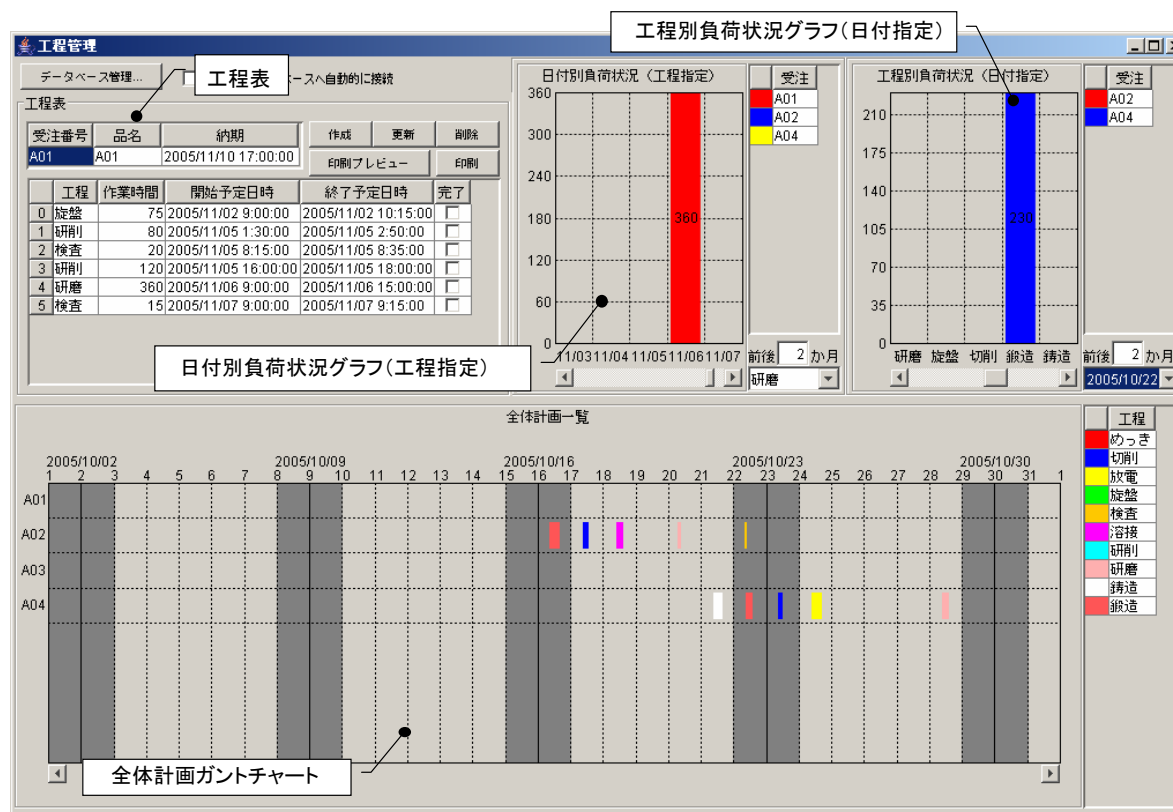 工程別負荷状況グラフ(日付指定)
工程管理
データベース管理...
工程表
ースへ自動的に接続
工程表
受注番号 品名 納期
A01 A01 2005/11/10 17:00:00
作成 更新 削除
印刷プレビュー 印刷
工程 作業時間 開始予定日時 終了予定日時 完了
0 旋盤 75 2005/11/02 9:00:00 2005/11/02 10:15:00
1 研削 80 2005/11/05 1:30:00 2005/11/05 2:50:00
2 検査 20 2005/11/05 8:15:00 2005/11/05 8:35:00
3 研削 120 2005/11/05 16:00:00 2005/11/05 18:00:00
4 研磨 360 2005/11/06 9:00:00 2005/11/06 15:00:00
5 検査 15 2005/11/07 9:00:00 2005/11/07 9:15:00
日付別負荷状況グラフ(工程指定)
日付別負荷状況(工程指定)
360
300
240
180
120
60
0
360
11/03 11/04 11/05 11/06 11/07
受注
A01
A02
A04
前後 2 か月
研磨
工程別負荷状況(日付指定)
210
175
140
105
70
35
0
230
研磨 旋盤 切削 鍛造 鋳造
受注
A02
A04
前後 2 か月
2005/10/22
全体計画一覧
2005/10/02 2005/10/09 2005/10/16 2005/10/23 2005/10/30
1 2 3 4 5 6 7 8 9 10 11 12 13 14 15 16 17 18 19 20 21 22 23 24 25 26 27 28 29 30 31 1
A01
A02
A03
A04
全体計画ガントチャート
工程
めっき
切削
放電
旋盤
検査
溶接
研削
研磨
鋳造
鍛造